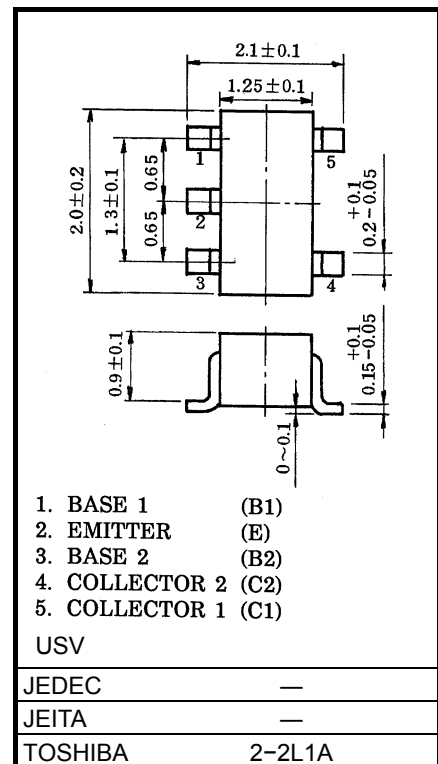 2.1±0.1
1.25±0.1
1
5
2
3
4
2.0±0.2
1.3±0.1
0.65
0.65
+0.1
0.2-0.05
0.9±0.1
+0.1
0.15-0.05
0~0.1
1. BASE 1 (B1)
2. EMITTER (E)
3. BASE 2 (B2)
4. COLLECTOR 2 (C2)
5. COLLECTOR 1 (C1)
USV
JEDEC —
JEITA —
TOSHIBA 2-2L1A